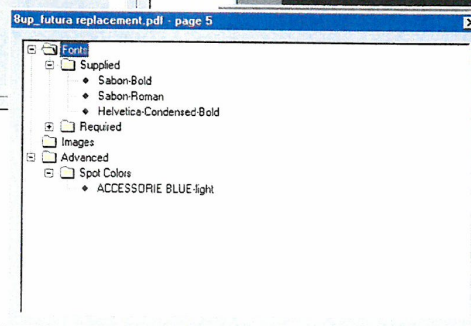 8up_futura replacement.pdf - page 5
Fonts
Supplied
Sabon-Bold
Sabon-Roman
Helvetica-Condensed-Bold
Required
Images
Advanced
Spot Colors
ACCESSORIE BLUE-light